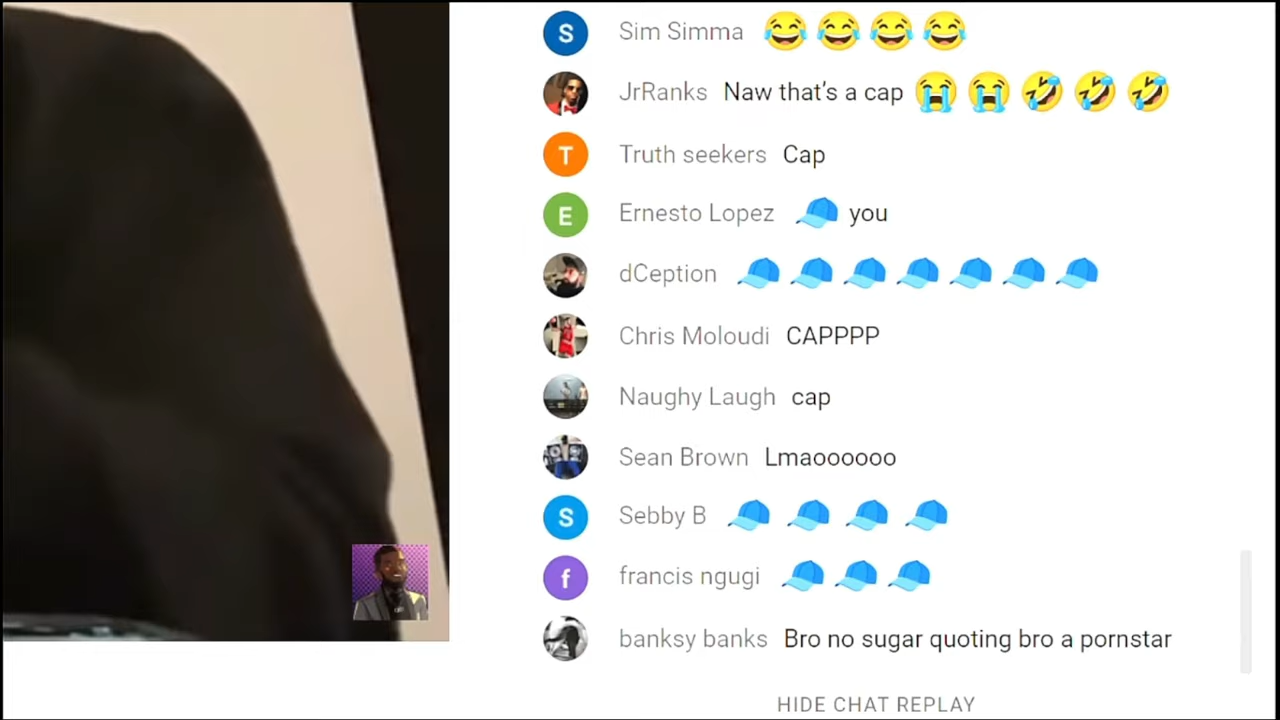 S Sim Simma 😂😂😂😂
JrRanks Naw that's a cap 😭😭🤣🤣🤣
T Truth seekers Cap
E Ernesto Lopez 🧢 you
dCeption 🧢🧢🧢🧢🧢🧢🧢
Chris Moloudi CAPPPP
Naughy Laugh cap
Sean Brown Lmaoooooo
S Sebby B 🧢🧢🧢🧢
f francis ngugi 🧢🧢🧢
banksy banks Bro no sugar quoting bro a pornstar
HIDE CHAT REPLAY